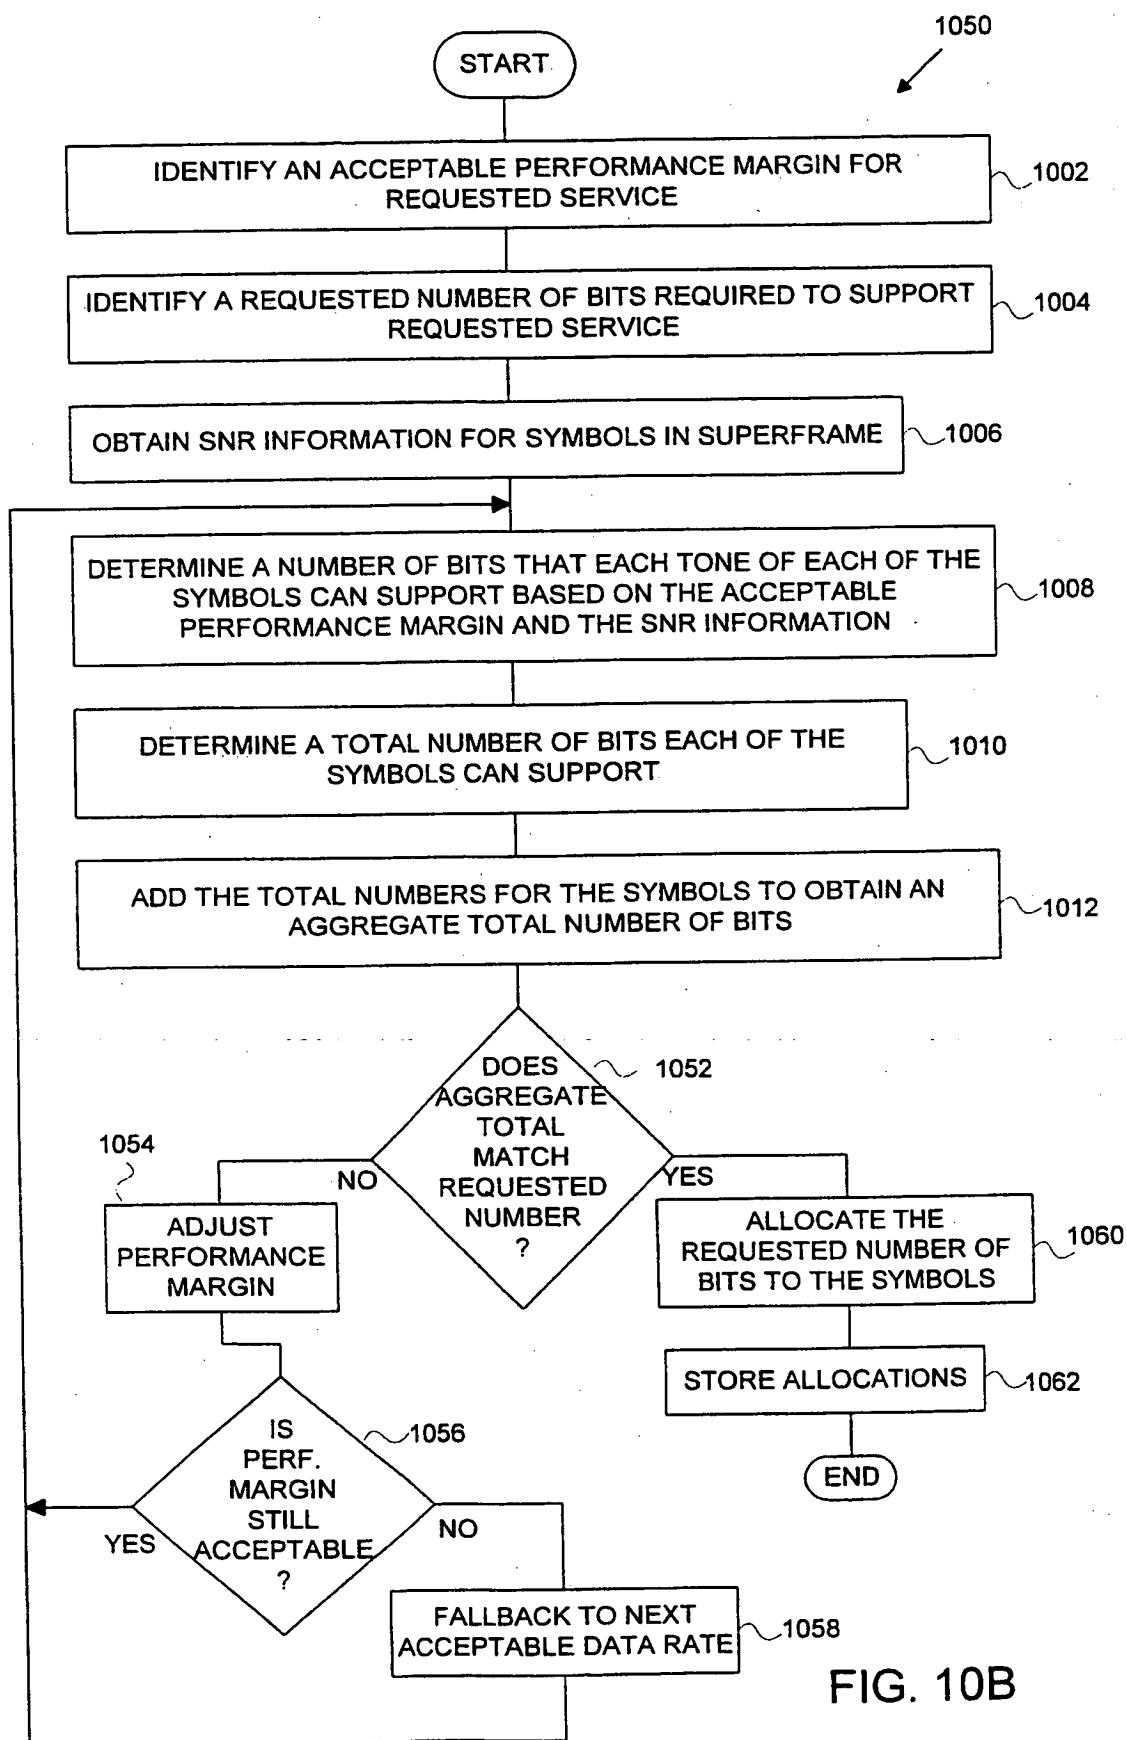 1050
START
IDENTIFY AN ACCEPTABLE PERFORMANCE MARGIN FOR
REQUESTED SERVICE
1002
IDENTIFY A REQUESTED NUMBER OF BITS REQUIRED TO SUPPORT
REQUESTED SERVICE
1004
OBTAIN SNR INFORMATION FOR SYMBOLS IN SUPERFRAME
1006
DETERMINE A NUMBER OF BITS THAT EACH TONE OF EACH OF THE
SYMBOLS CAN SUPPORT BASED ON THE ACCEPTABLE
PERFORMANCE MARGIN AND THE SNR INFORMATION
1008
DETERMINE A TOTAL NUMBER OF BITS EACH OF THE
SYMBOLS CAN SUPPORT
1010
ADD THE TOTAL NUMBERS FOR THE SYMBOLS TO OBTAIN AN
AGGREGATE TOTAL NUMBER OF BITS
1012
DOES
AGGREGATE
TOTAL
MATCH
REQUESTED
NUMBER
?
1052
NO
YES
1054
ADJUST
PERFORMANCE
MARGIN
ALLOCATE THE
REQUESTED NUMBER OF
BITS TO THE SYMBOLS
1060
STORE ALLOCATIONS
1062
END
IS
PERF.
MARGIN
STILL
ACCEPTABLE
?
1056
YES
NO
FALLBACK TO NEXT
ACCEPTABLE DATA RATE
1058
FIG. 10B